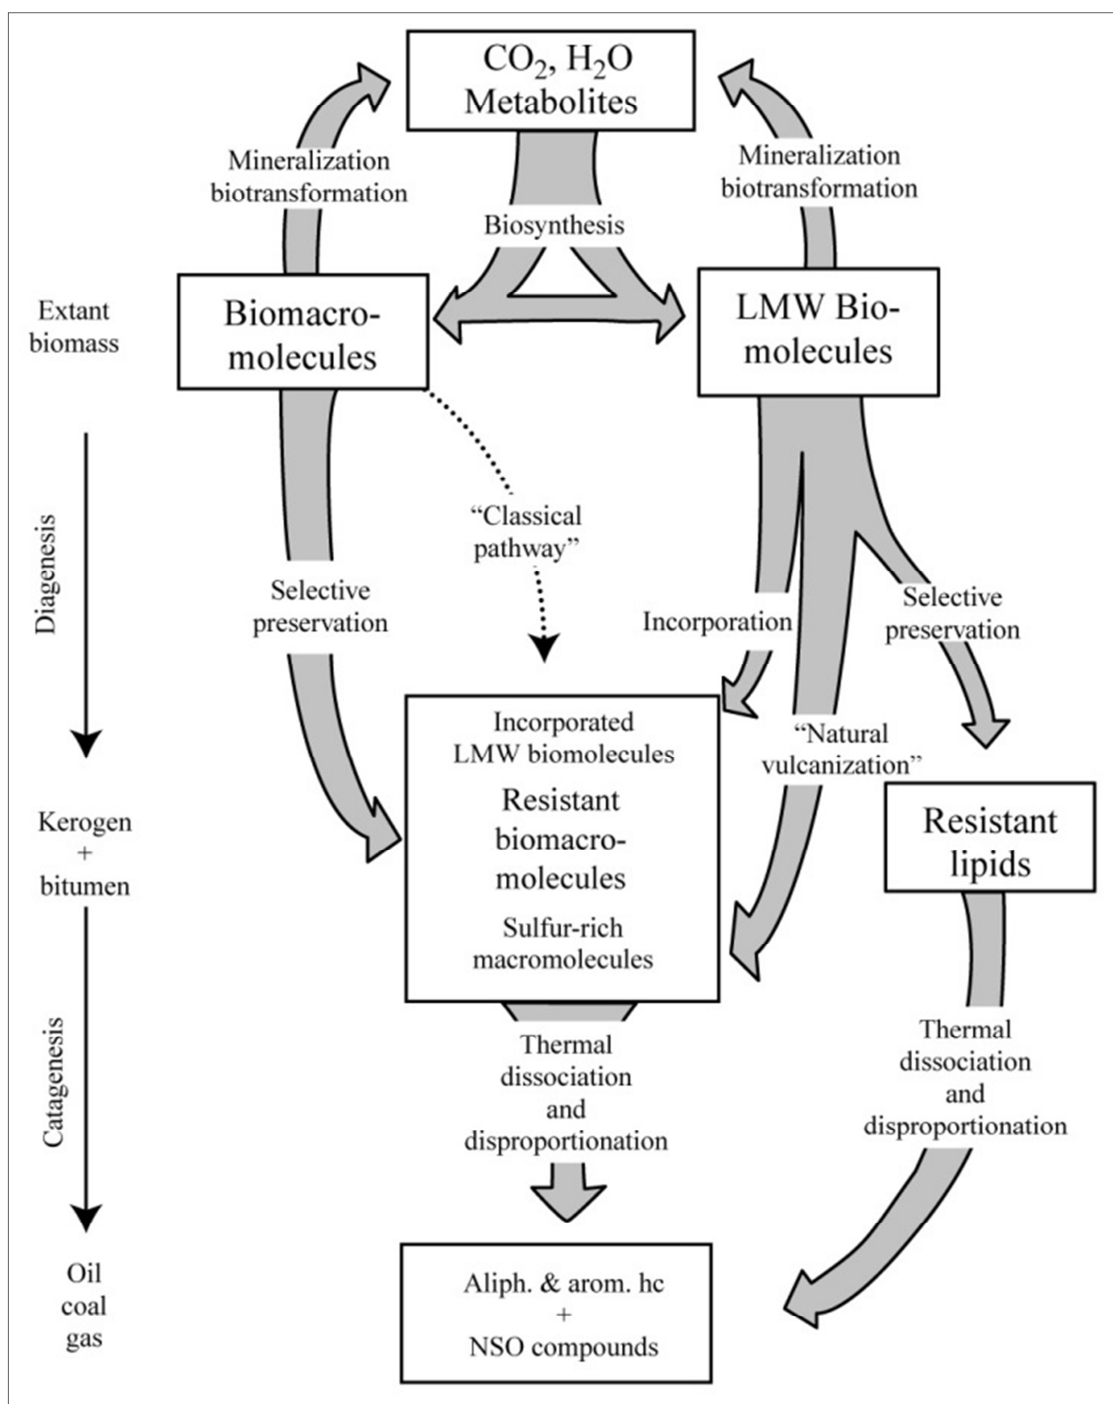 CO₂, H₂O
Metabolites
Mineralization
biotransformation
Mineralization
biotransformation
Biosynthesis
Extant
biomass
Biomacro-
molecules
LMW Bio-
molecules
Diagenesis
"Classical
pathway"
Selective
preservation
Incorporation
Selective
preservation
"Natural
vulcanization"
Kerogen
+
bitumen
Incorporated
LMW biomolecules
Resistant
biomacro-
molecules
Sulfur-rich
macromolecules
Resistant
lipids
Catagenesis
Thermal
dissociation
and
disproportionation
Thermal
dissociation
and
disproportionation
Oil
coal
gas
Aliph. & arom. hc
+
NSO compounds